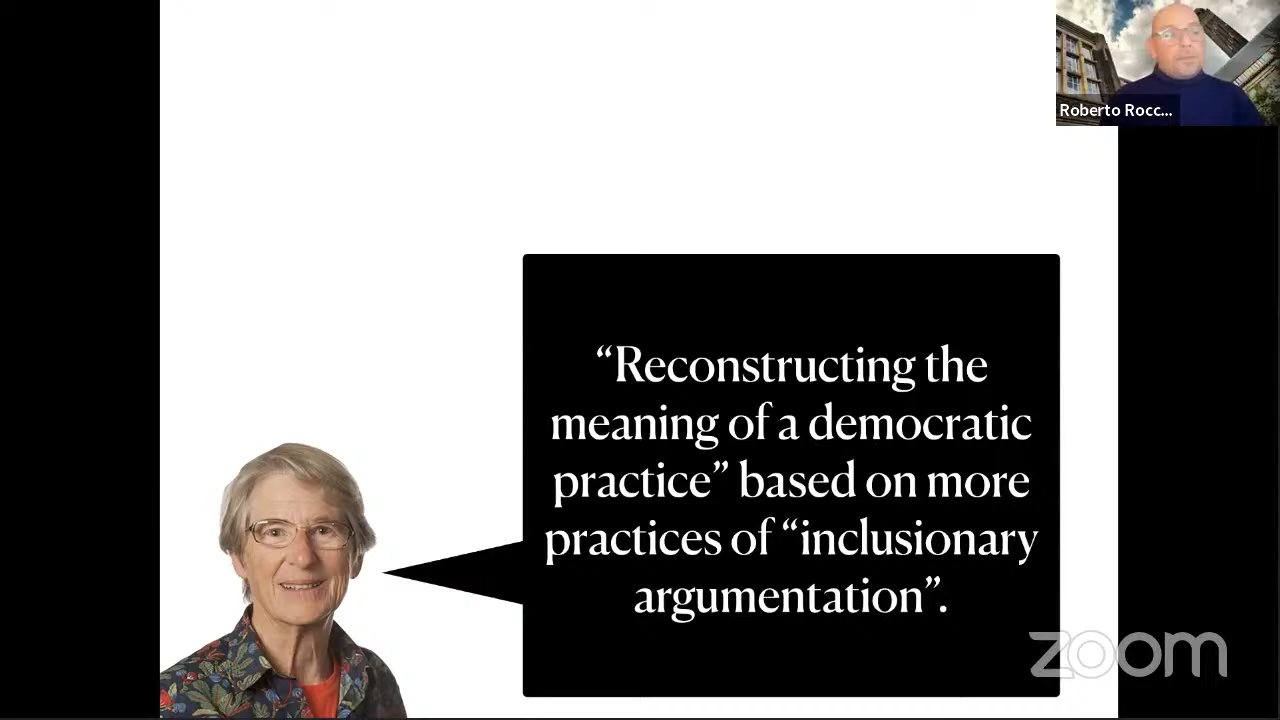 Roberto Rocc...
“Reconstructing the
meaning of a democratic
practice” based on more
practices of “inclusionary
argumentation”.
zoom